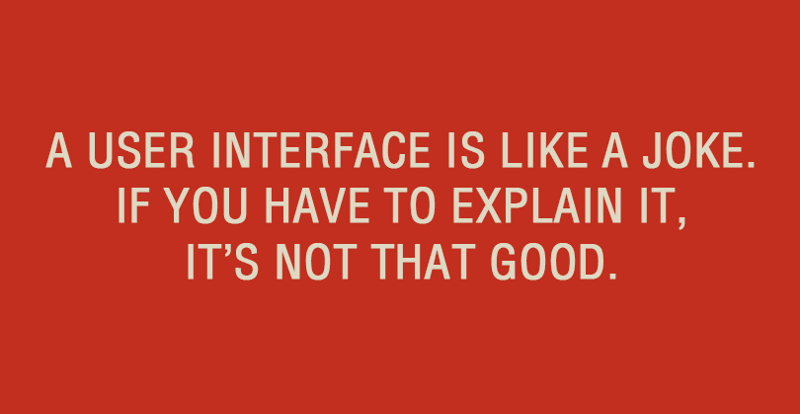 A USER INTERFACE IS LIKE A JOKE.
IF YOU HAVE TO EXPLAIN IT,
IT’S NOT THAT GOOD.